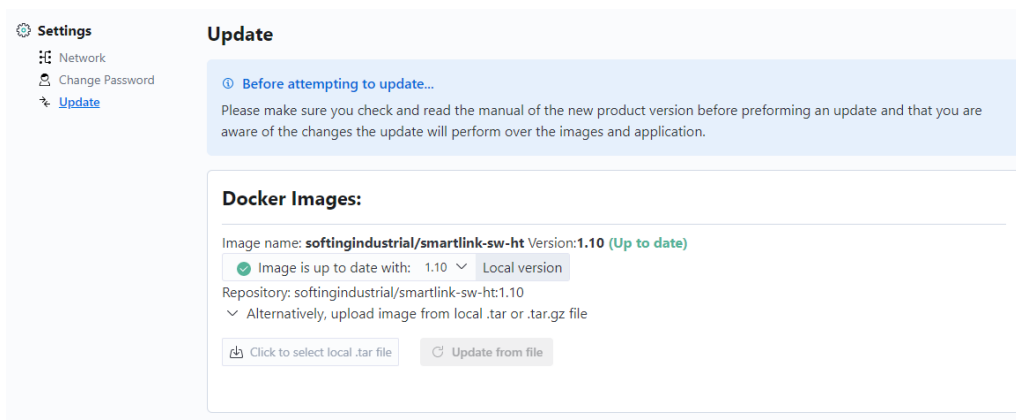 Settings
Network
Change Password
Update
Update
Before attempting to update...
Please make sure you check and read the manual of the new product version before preforming an update and that you are
aware of the changes the update will perform over the images and application.
Docker Images:
Image name: softingindustrial/smartlink-sw-ht Version:1.10 (Up to date)
Image is up to date with: 1.10 Local version
Repository: softingindustrial/smartlink-sw-ht:1.10
Alternatively, upload image from local .tar or .tar.gz file
Click to select local .tar file Update from file